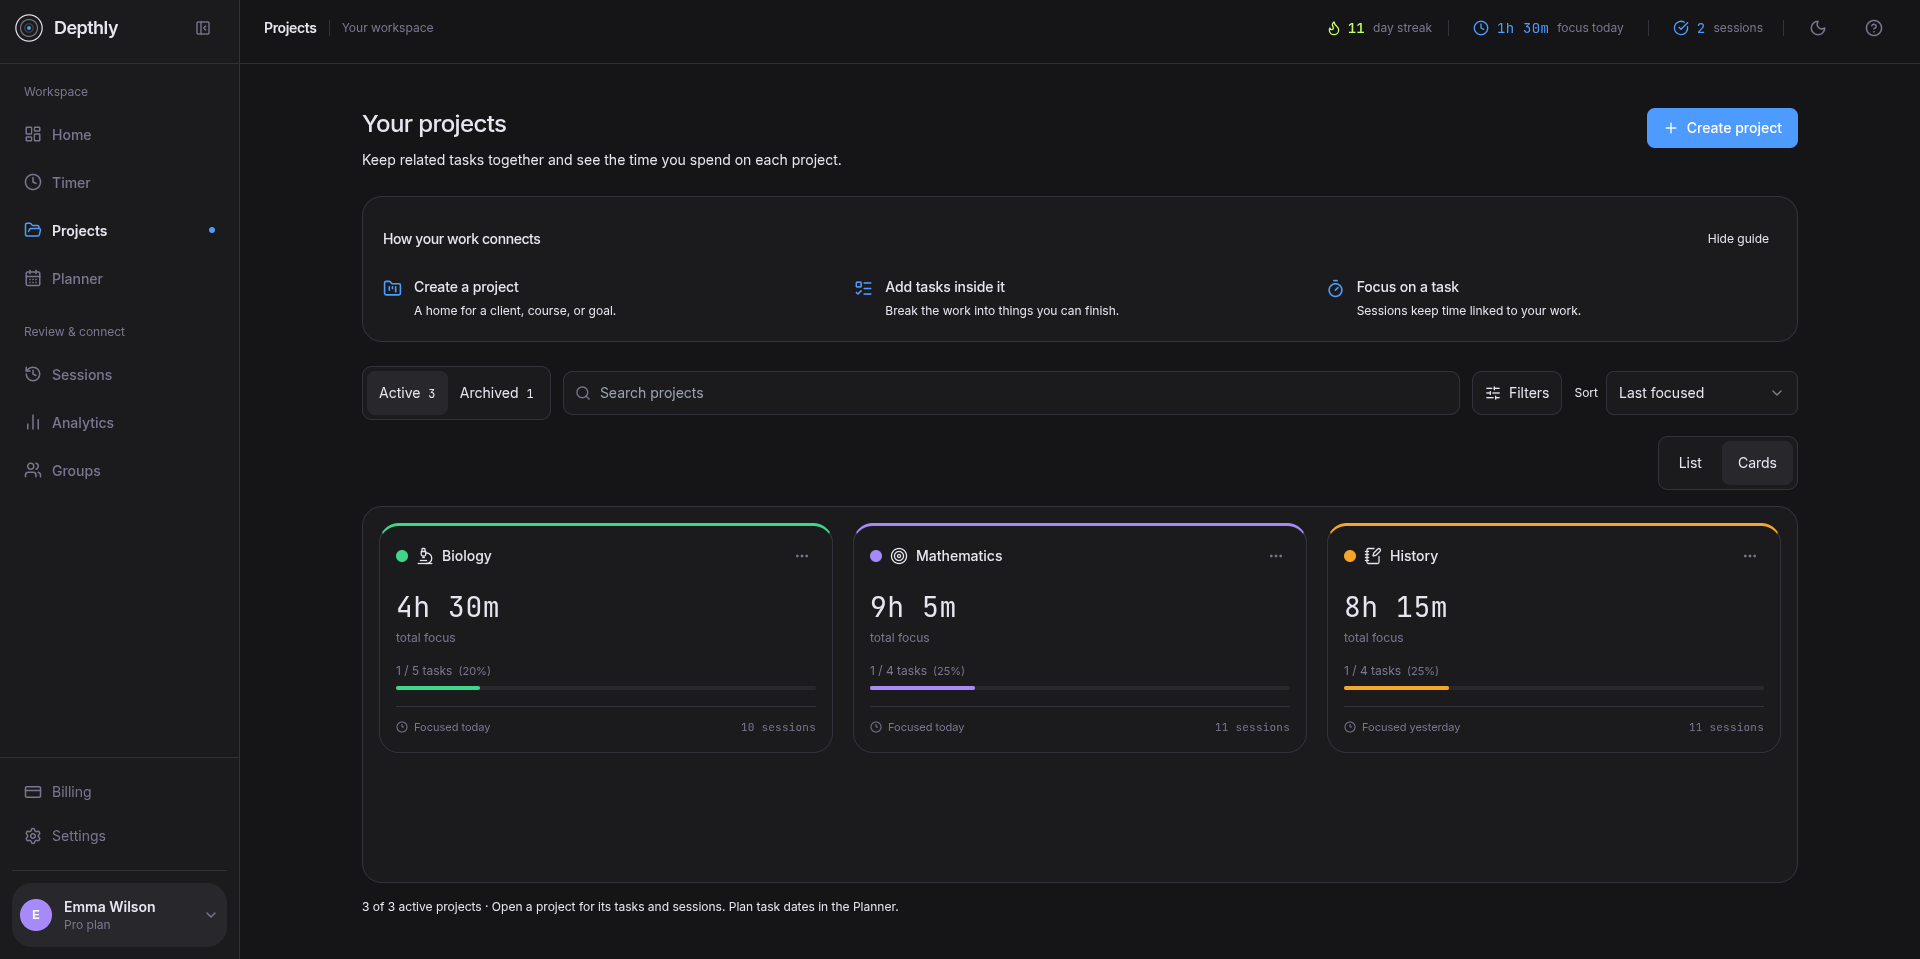 Depthly
Projects
Your workspace
11 day streak
1h 30m focus today
2 sessions
Workspace
Home
Timer
Projects
Planner
Review & connect
Sessions
Analytics
Groups
Billing
Settings
E
Emma Wilson
Pro plan
Your projects
Keep related tasks together and see the time you spend on each project.
Create project
How your work connects
Hide guide
Create a project
A home for a client, course, or goal.
Add tasks inside it
Break the work into things you can finish.
Focus on a task
Sessions keep time linked to your work.
Active 3
Archived 1
Search projects
Filters
Sort
Last focused
List
Cards
Biology
4h 30m
total focus
1 / 5 tasks (20%)
Focused today
10 sessions
Mathematics
9h 5m
total focus
1 / 4 tasks (25%)
Focused today
11 sessions
History
8h 15m
total focus
1 / 4 tasks (25%)
Focused yesterday
11 sessions
3 of 3 active projects · Open a project for its tasks and sessions. Plan task dates in the Planner.